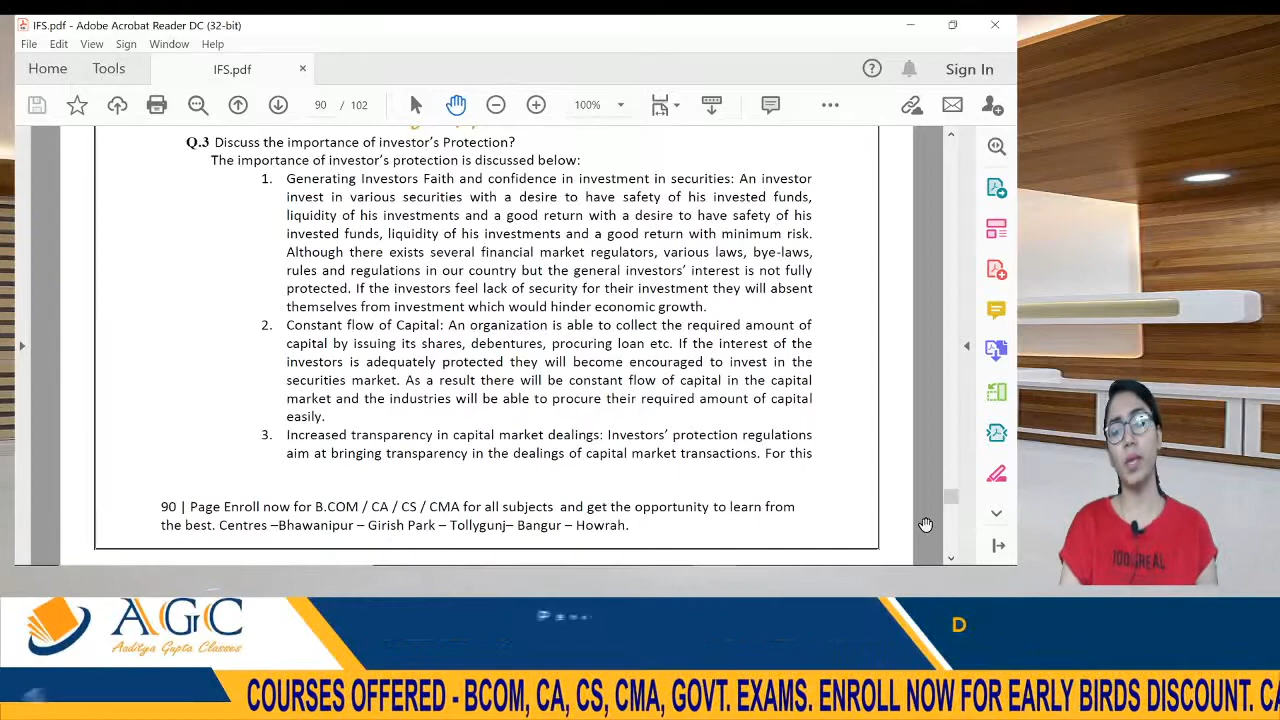 IFS.pdf - Adobe Acrobat Reader DC (32-bit)
File Edit View Sign Window Help
Home Tools IFS.pdf × Sign In
90 / 102 100%
Q.3 Discuss the importance of investor's Protection?
The importance of investor's protection is discussed below:
1. Generating Investors Faith and confidence in investment in securities: An investor
invest in various securities with a desire to have safety of his invested funds,
liquidity of his investments and a good return with a desire to have safety of his
invested funds, liquidity of his investments and a good return with minimum risk.
Although there exists several financial market regulators, various laws, bye-laws,
rules and regulations in our country but the general investors' interest is not fully
protected. If the investors feel lack of security for their investment they will absent
themselves from investment which would hinder economic growth.
2. Constant flow of Capital: An organization is able to collect the required amount of
capital by issuing its shares, debentures, procuring loan etc. If the interest of the
investors is adequately protected they will become encouraged to invest in the
securities market. As a result there will be constant flow of capital in the capital
market and the industries will be able to procure their required amount of capital
easily.
3. Increased transparency in capital market dealings: Investors' protection regulations
aim at bringing transparency in the dealings of capital market transactions. For this
90 | Page Enroll now for B.COM / CA / CS / CMA for all subjects and get the opportunity to learn from
the best. Centres –Bhawanipur – Girish Park – Tollygunj– Bangur – Howrah.
100% REAL
AGC
Aaditya Gupta Classes
D
COURSES OFFERED - BCOM, CA, CS, CMA, GOVT. EXAMS. ENROLL NOW FOR EARLY BIRDS DISCOUNT. CA